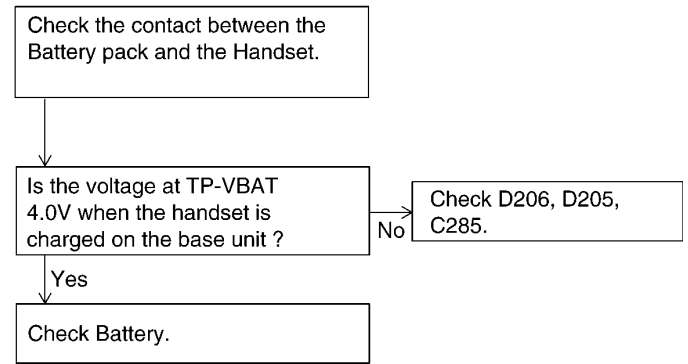 Check the contact between the
Battery pack and the Handset.
Is the voltage at TP-VBAT
4.0V when the handset is
charged on the base unit ?
No
Check D206, D205,
C285.
Yes
Check Battery.